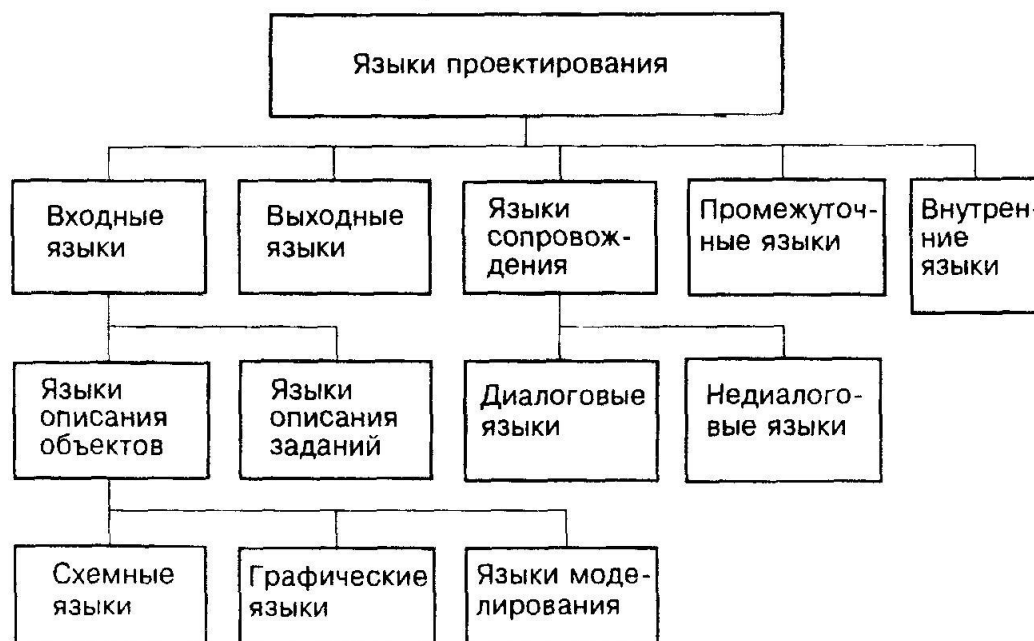 Языки проектирования
Входные
языки
Выходные
языки
Языки
сопровож-
дения
Промежуточ-
ные языки
Внутрен-
ние
языки
Языки
описания
объектов
Языки
описания
заданий
Диалоговые
языки
Недиалого-
вые языки
Схемные
языки
Графические
языки
Языки моде-
лирования